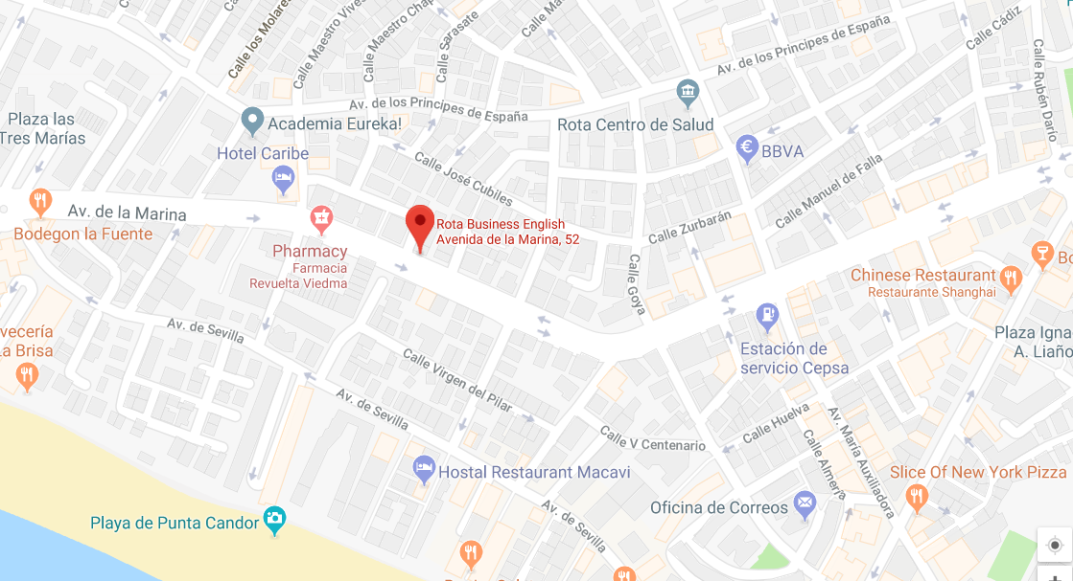 Calle los Molares
Calle Maestro Vives
Calle Maestro Chap
Calle Sarasate
Calle Ma
Av. de los Principes de España
Calle Cádiz
Calle Rubén Darío
Plaza las
Tres Marías
Academia Eureka!
Av. de los Principes de España
Rota Centro de Salud
BBVA
Hotel Caribe
Calle José Cubiles
Calle Manuel de Falla
Av. de la Marina
Bodegon la Fuente
Pharmacy
Farmacia
Revuelta Viedma
Rota Business English
Avenida de la Marina, 52
Calle Zurbarán
Calle Goya
Bo
Chinese Restaurant
Restaurante Shanghai
Av. de Sevilla
vecería
a Brisa
Estación de
servicio Cepsa
Plaza Igna
A. Liaño
Calle Virgen del Pilar
Av. de Sevilla
Calle V Centenario
Calle Huelva
Calle Almería
Av. María Auxiliadora
Hostal Restaurant Macavi
Slice Of New York Pizza
Oficina de Correos
Playa de Punta Candor
Av. de Sevilla